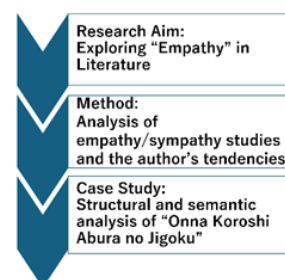 Research Aim:
Exploring “Empathy” in
Literature
Method:
Analysis of
empathy/sympathy studies
and the author’s tendencies
Case Study:
Structural and semantic
analysis of “Onna Koroshi
Abura no Jigoku”